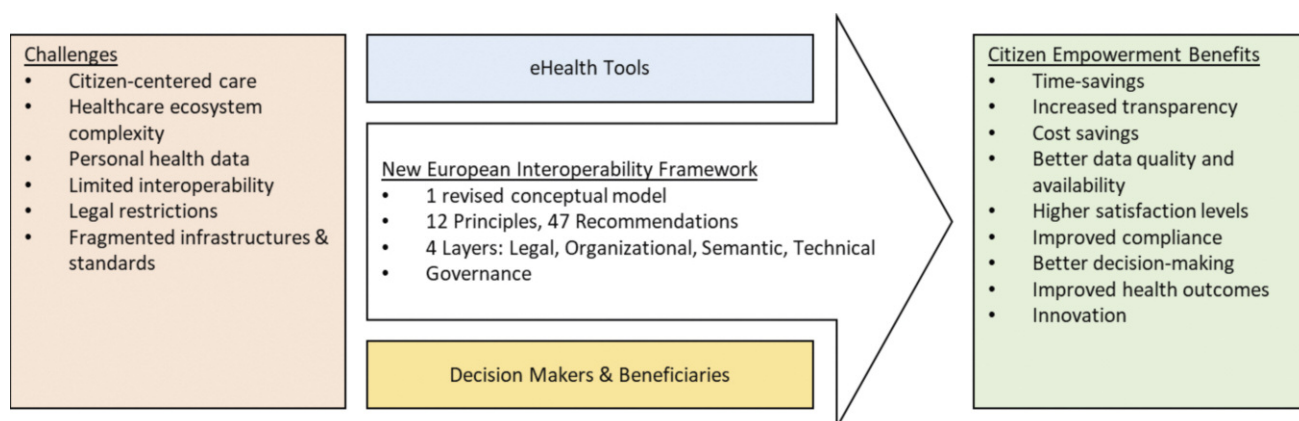 Challenges
• Citizen-centered care
• Healthcare ecosystem
complexity
• Personal health data
• Limited interoperability
• Legal restrictions
• Fragmented infrastructures &
standards
eHealth Tools
New European Interoperability Framework
• 1 revised conceptual model
• 12 Principles, 47 Recommendations
• 4 Layers: Legal, Organizational, Semantic, Technical
• Governance
Decision Makers & Beneficiaries
Citizen Empowerment Benefits
• Time-savings
• Increased transparency
• Cost savings
• Better data quality and
availability
• Higher satisfaction levels
• Improved compliance
• Better decision-making
• Improved health outcomes
• Innovation